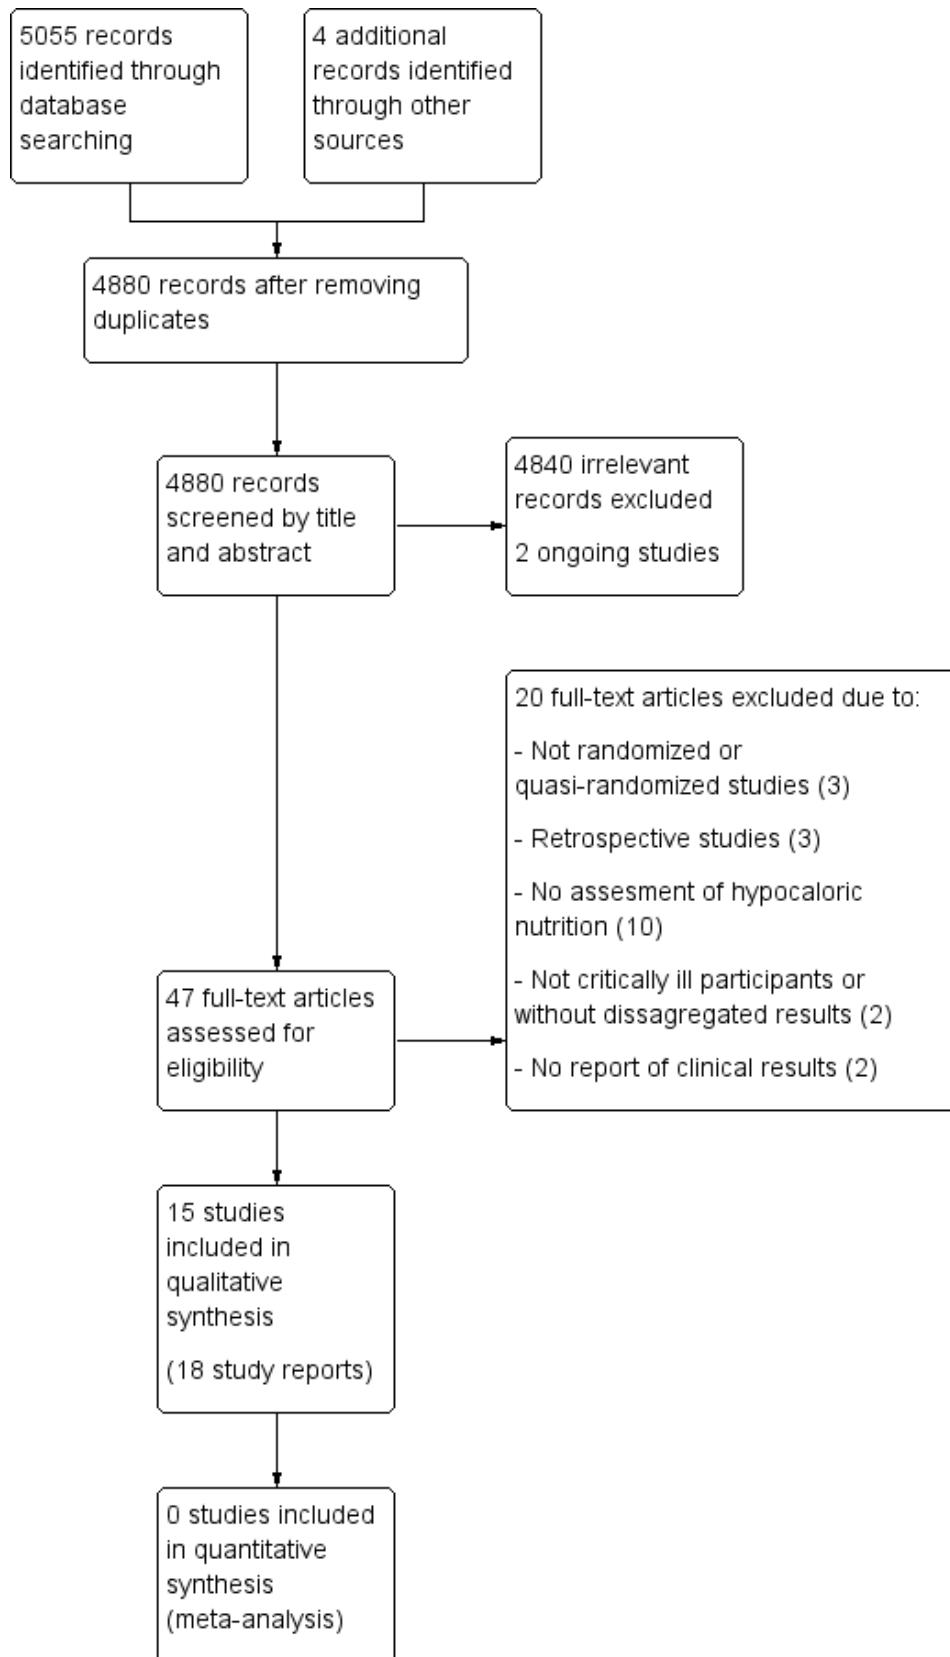 5055 records
identified through
database
searching
4 additional
records identified
through other
sources
4880 records after removing
duplicates
4880 records
screened by title
and abstract
4840 irrelevant
records excluded
2 ongoing studies
20 full-text articles excluded due to:
- Not randomized or
quasi-randomized studies (3)
- Retrospective studies (3)
- No assesment of hypocaloric
nutrition (10)
- Not critically ill participants or
without dissagregated results (2)
- No report of clinical results (2)
47 full-text articles
assessed for
eligibility
15 studies
included in
qualitative
synthesis
(18 study reports)
0 studies included
in quantitative
synthesis
(meta-analysis)